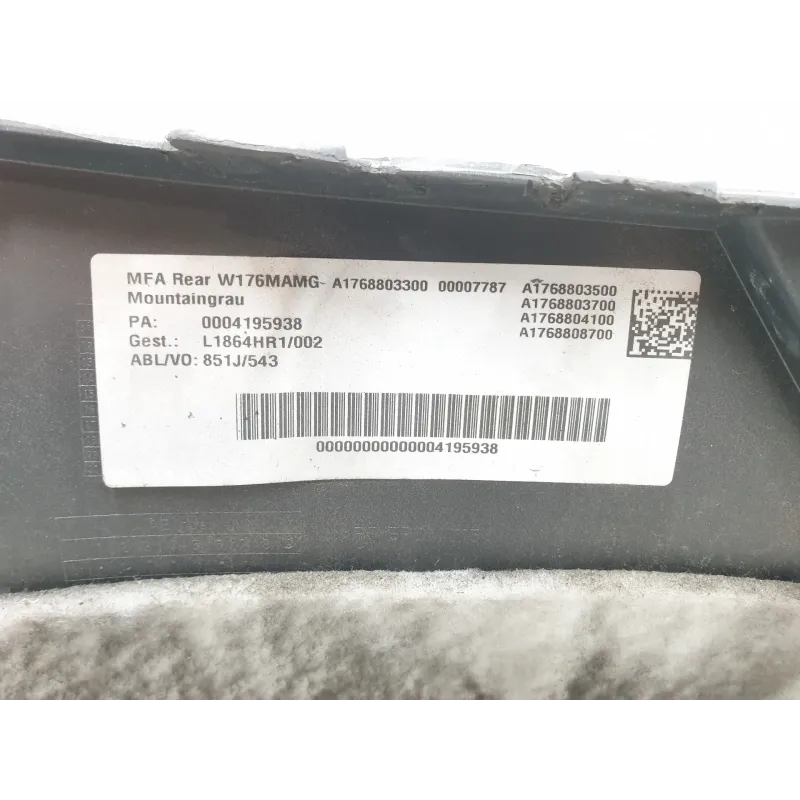 MFA Rear W176MAMG- A1768803300 00007787 A1768803500
Mountaingrau A1768803700
PA: 0004195938 A1768804100
Gest.: L1864HR1/002 A1768808700
ABL/VO: 851J/543
00000000000004195938